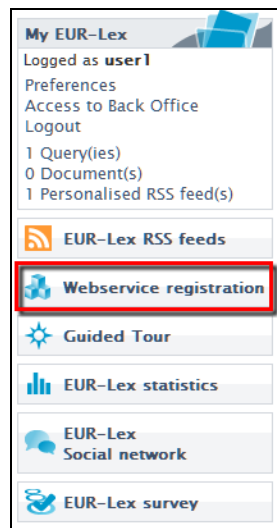 My EUR-Lex
Logged as user1
Preferences
Access to Back Office
Logout
1 Query(ies)
0 Document(s)
1 Personalised RSS feed(s)
EUR-Lex RSS feeds
Webservice registration
Guided Tour
EUR-Lex statistics
EUR-Lex
Social network
EUR-Lex survey